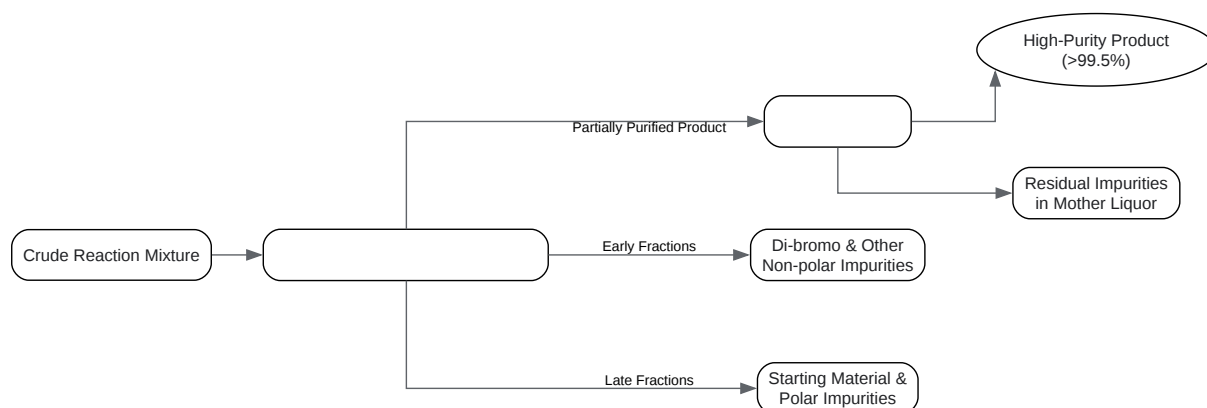 High-Purity Product
(>99.5%)
Partially Purified Product
Residual Impurities
in Mother Liquor
Crude Reaction Mixture
Early Fractions
Di-bromo & Other
Non-polar Impurities
Late Fractions
Starting Material &
Polar Impurities